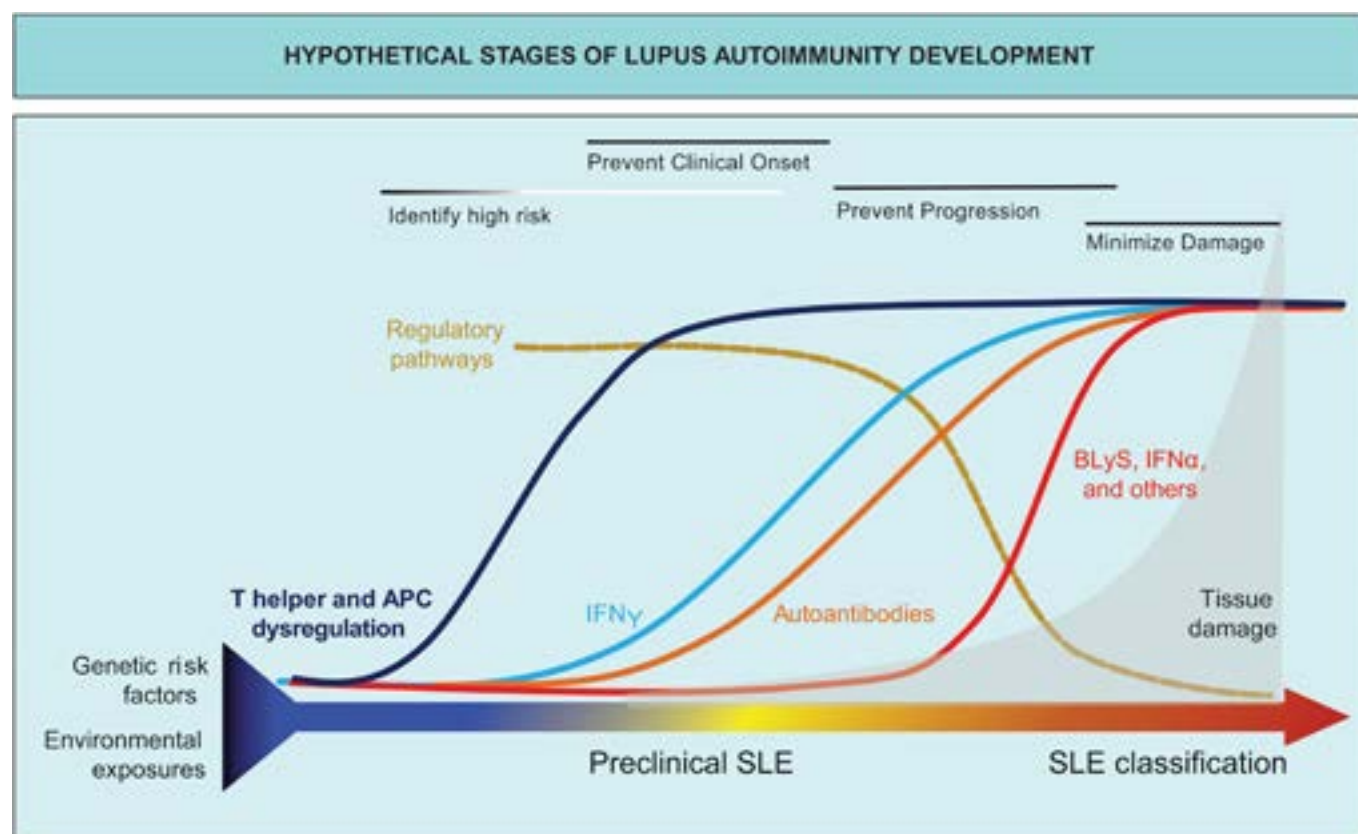 HYPOTHETICAL STAGES OF LUPUS AUTOIMMUNITY DEVELOPMENT
Prevent Clinical Onset
Identify high risk
Prevent Progression
Minimize Damage
Regulatory
pathways
BLyS, IFNα,
and others
T helper and APC
dysregulation
IFNγ
Autoantibodies
Tissue
damage
Genetic risk
factors
Environmental
exposures
Preclinical SLE
SLE classification